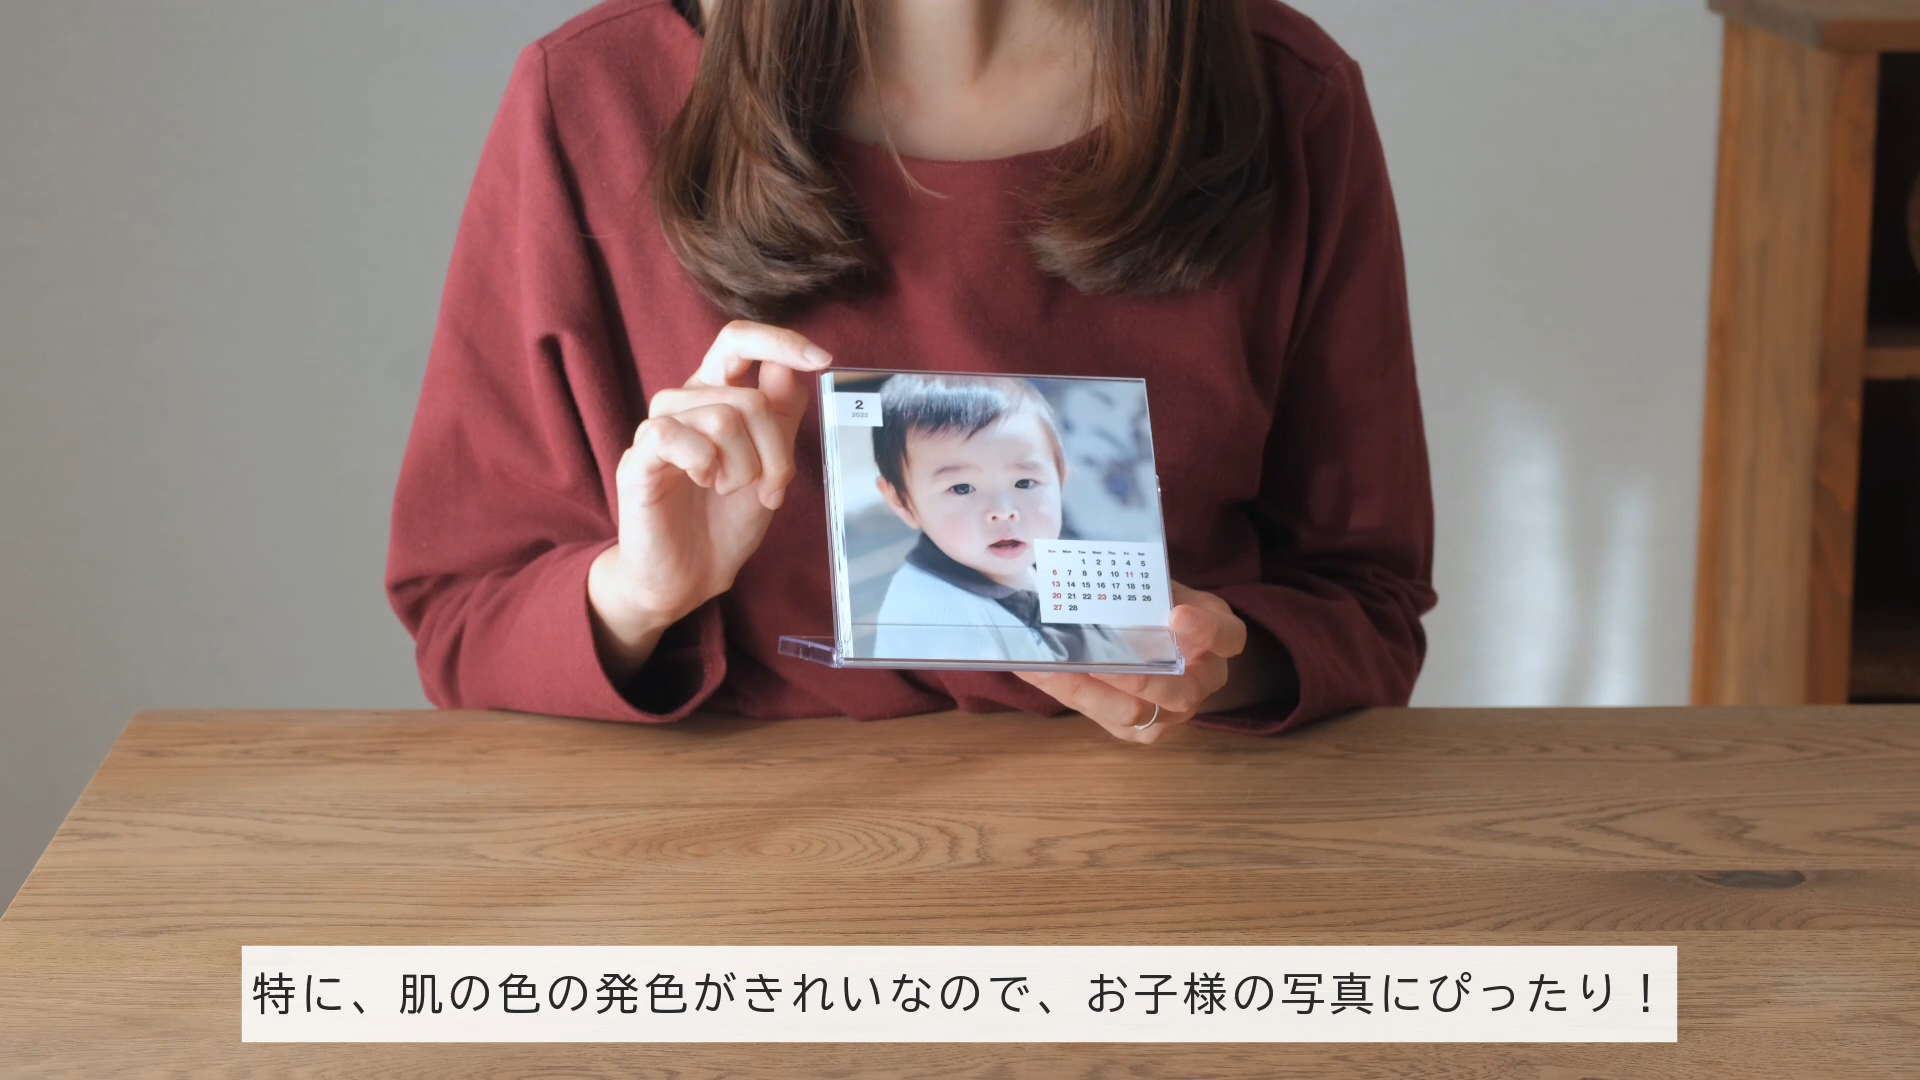 2
2022
Sun Mon Tue Wed Thu Fri Sat
1 2 3 4 5
6 7 8 9 10 11 12
13 14 15 16 17 18 19
20 21 22 23 24 25 26
27 28
特に、肌の色の発色がきれいなので、お子様の写真にぴったり！